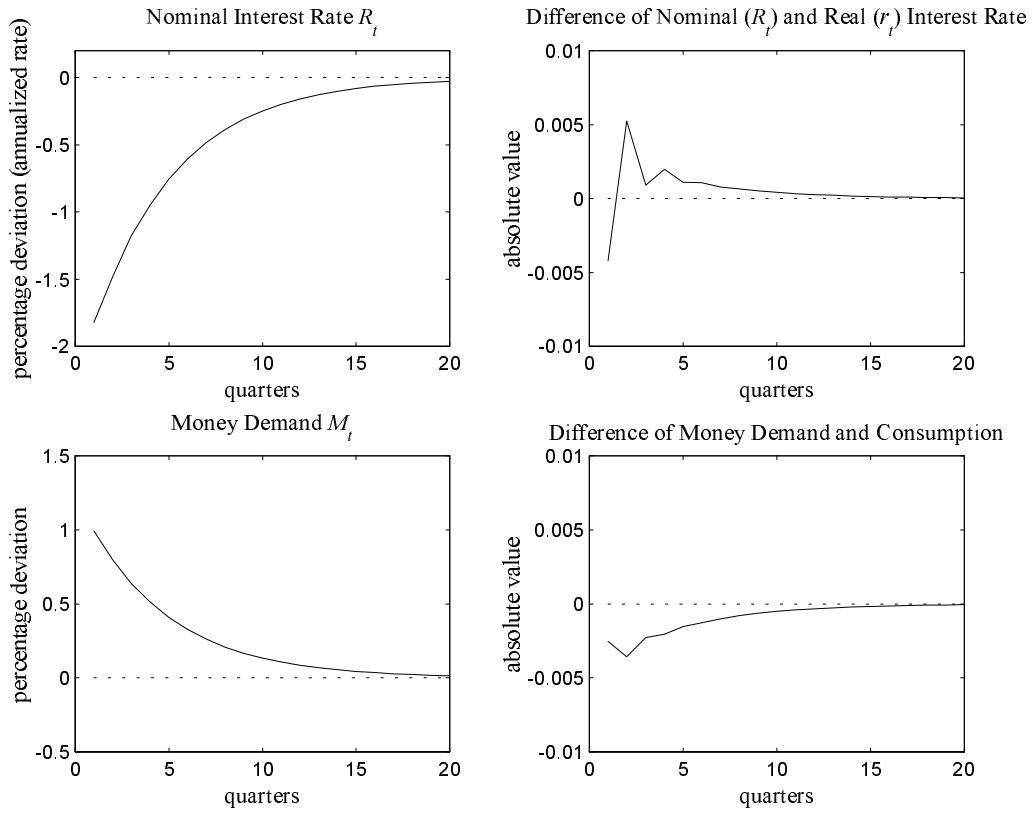 Nominal Interest Rate R_t
percentage deviation (annualized rate)
0
-0.5
-1
-1.5
-2
0 5 10 15 20
quarters
Difference of Nominal (R_t) and Real (r_t) Interest Rate
absolute value
0.01
0.005
0
-0.005
-0.01
0 5 10 15 20
quarters
Money Demand M_t
percentage deviation
1.5
1
0.5
0
-0.5
0 5 10 15 20
quarters
Difference of Money Demand and Consumption
absolute value
0.01
0.005
0
-0.005
-0.01
0 5 10 15 20
quarters